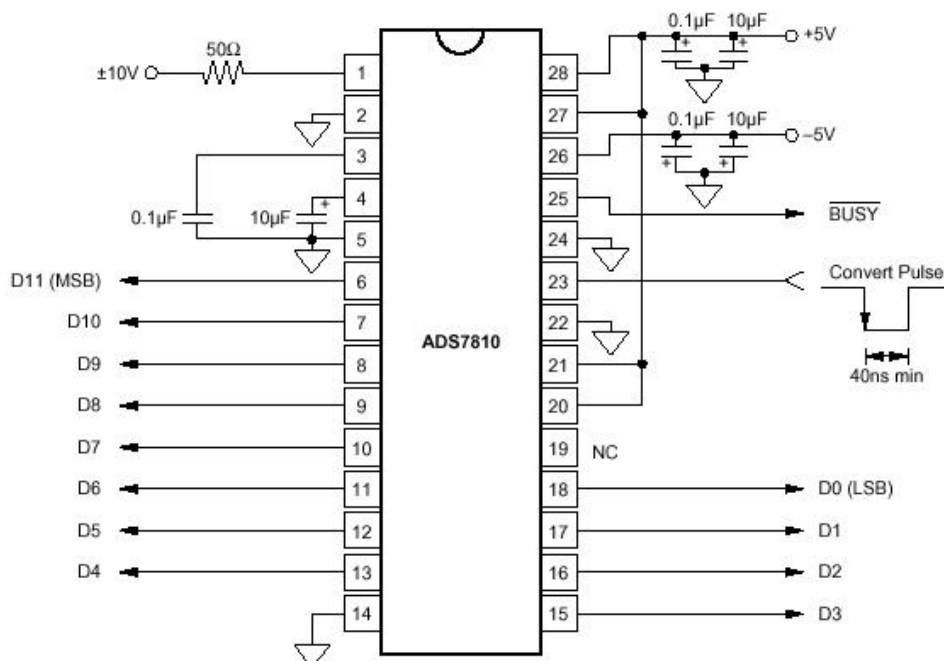 0.1µF 10µF
+5V
50Ω
±10V
1 28
2 27
0.1µF 10µF
–5V
3 26
4 25
BUSY
+
0.1µF 10µF
5 24
D11 (MSB) 6 23
Convert Pulse
D10 7 22
ADS7810
D9 8 21
40ns min
D8 9 20
D7 10 19 NC
D6 11 18 D0 (LSB)
D5 12 17 D1
D4 13 16 D2
14 15 D3